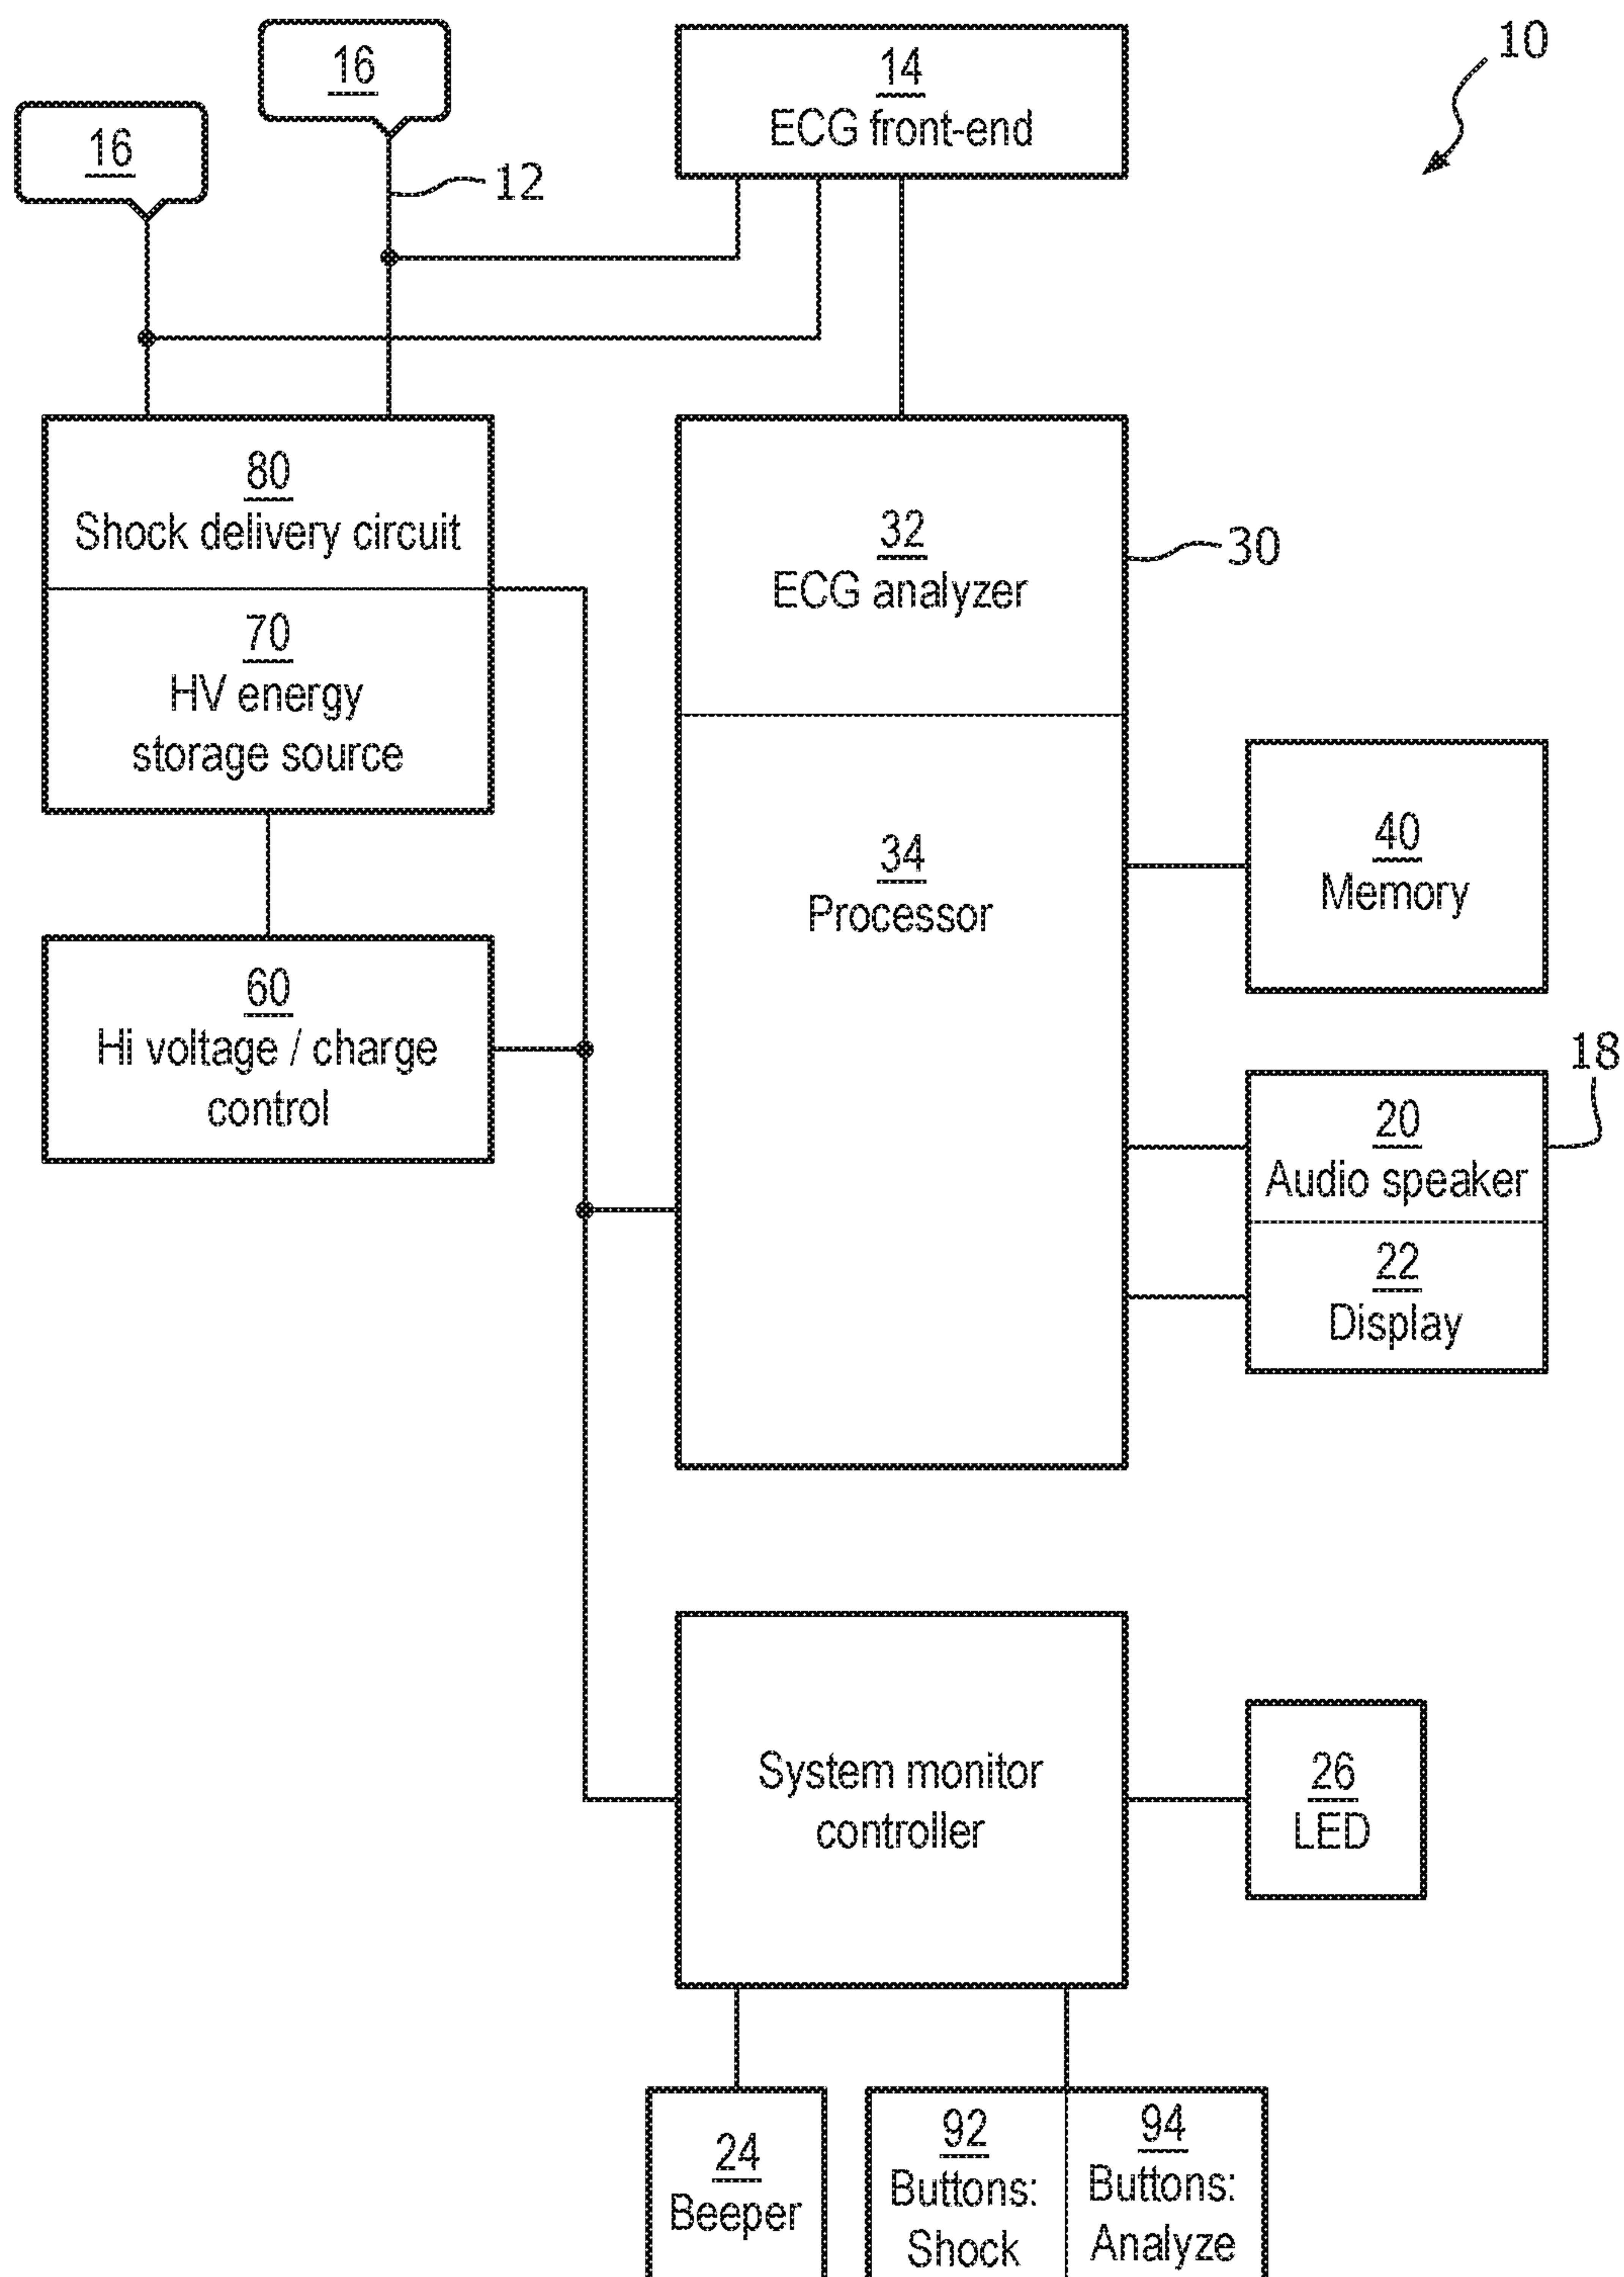 16
14
ECG front-end
10
16
12
80
Shock delivery circuit
70
HV energy
storage source
32
ECG analyzer
30
34
Processor
40
Memory
60
Hi voltage / charge
control
18
20
Audio speaker
22
Display
System monitor
controller
26
LED
24
Beeper
92
Buttons:
Shock
94
Buttons:
Analyze